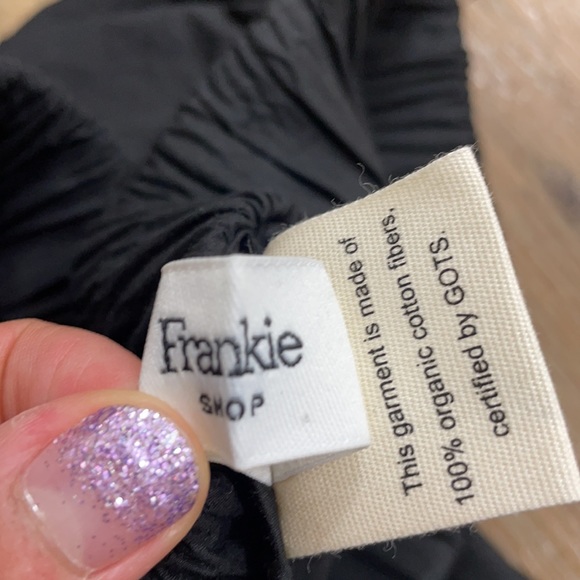 Frankie
SHOP
This garment is made of
100% organic cotton fibers,
certified by GOTS.